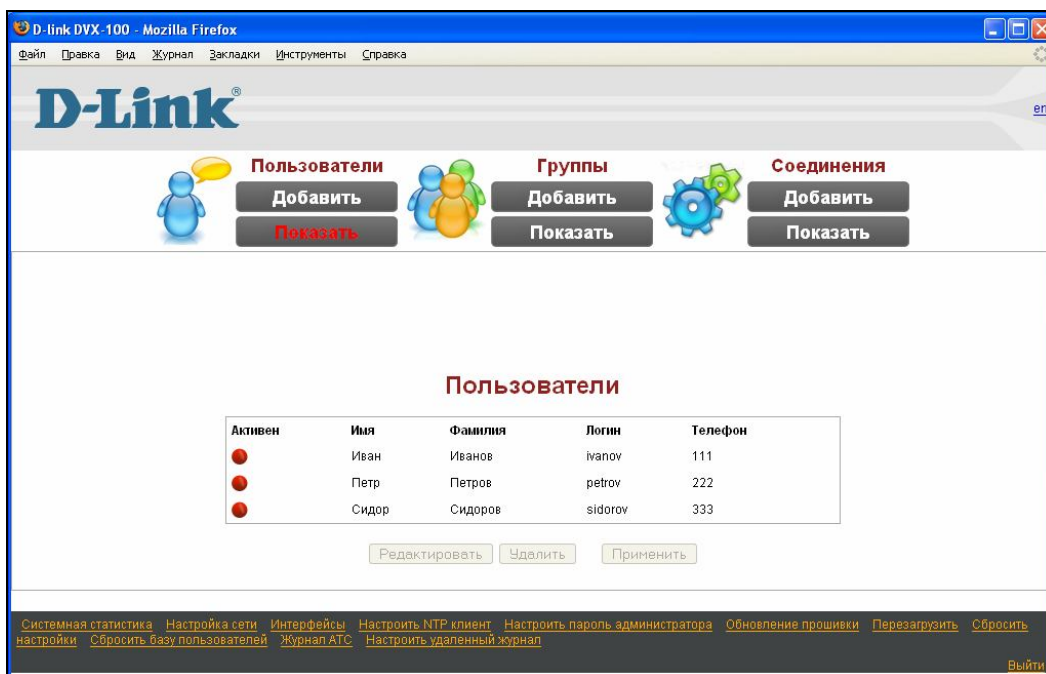 D-link DVX-100 - Mozilla Firefox
Файл Правка Вид Журнал Закладки Инструменты Справка
D-Link®
en
Пользователи Группы Соединения
Добавить Добавить Добавить
Показать Показать Показать
Пользователи
Активен Имя Фамилия Логин Телефон
Иван Иванов ivanov 111
Петр Петров petrov 222
Сидор Сидоров sidorov 333
Редактировать Удалить Применить
Системная статистика Настройка сети Интерфейсы Настроить NTP клиент Настроить пароль администратора Обновление прошивки Перезагрузить Сбросить
настройки Сбросить базу пользователей Журнал АТС Настроить удаленный журнал
Выйти